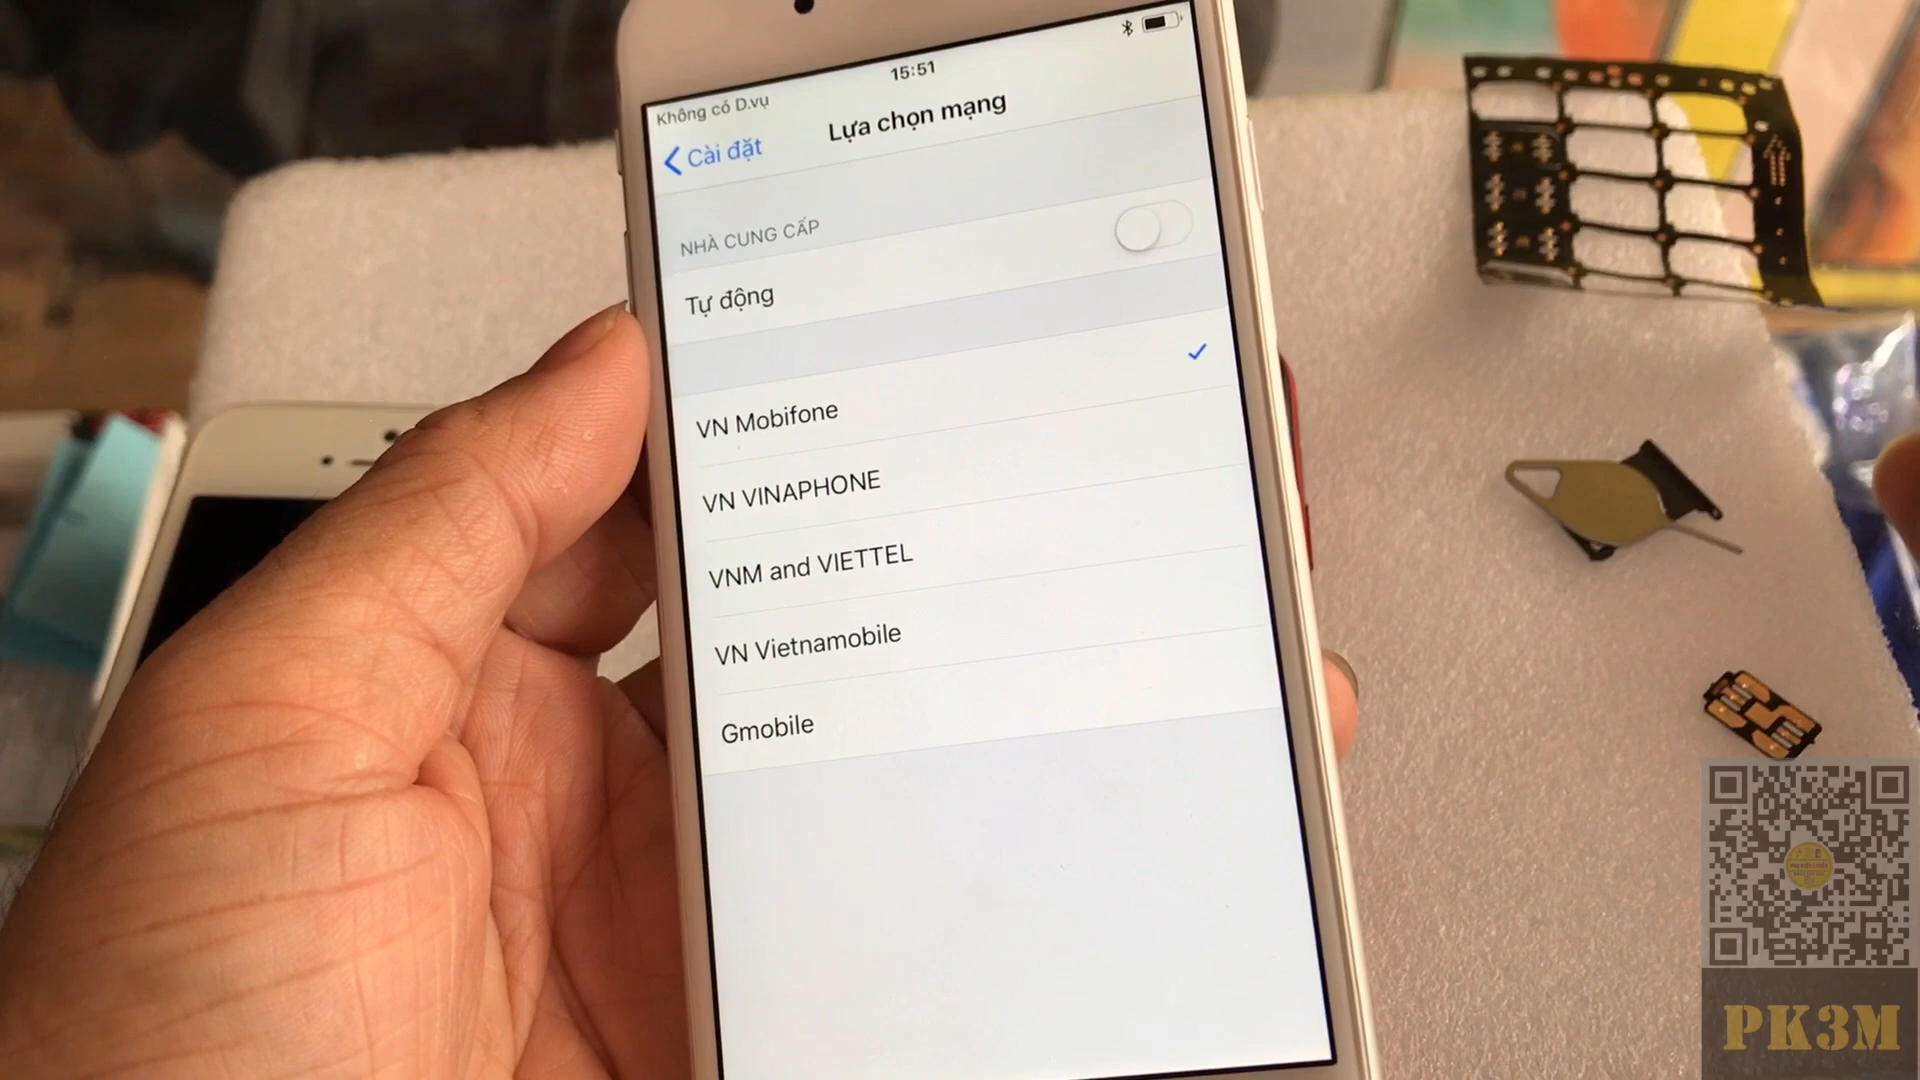 15:51
Không có D.vụ
Cài đặt
Lựa chọn mạng
NHÀ CUNG CẤP
Tự động
VN Mobifone
VN VINAPHONE
VNM and VIETTEL
VN Vietnamobile
Gmobile
PK3M